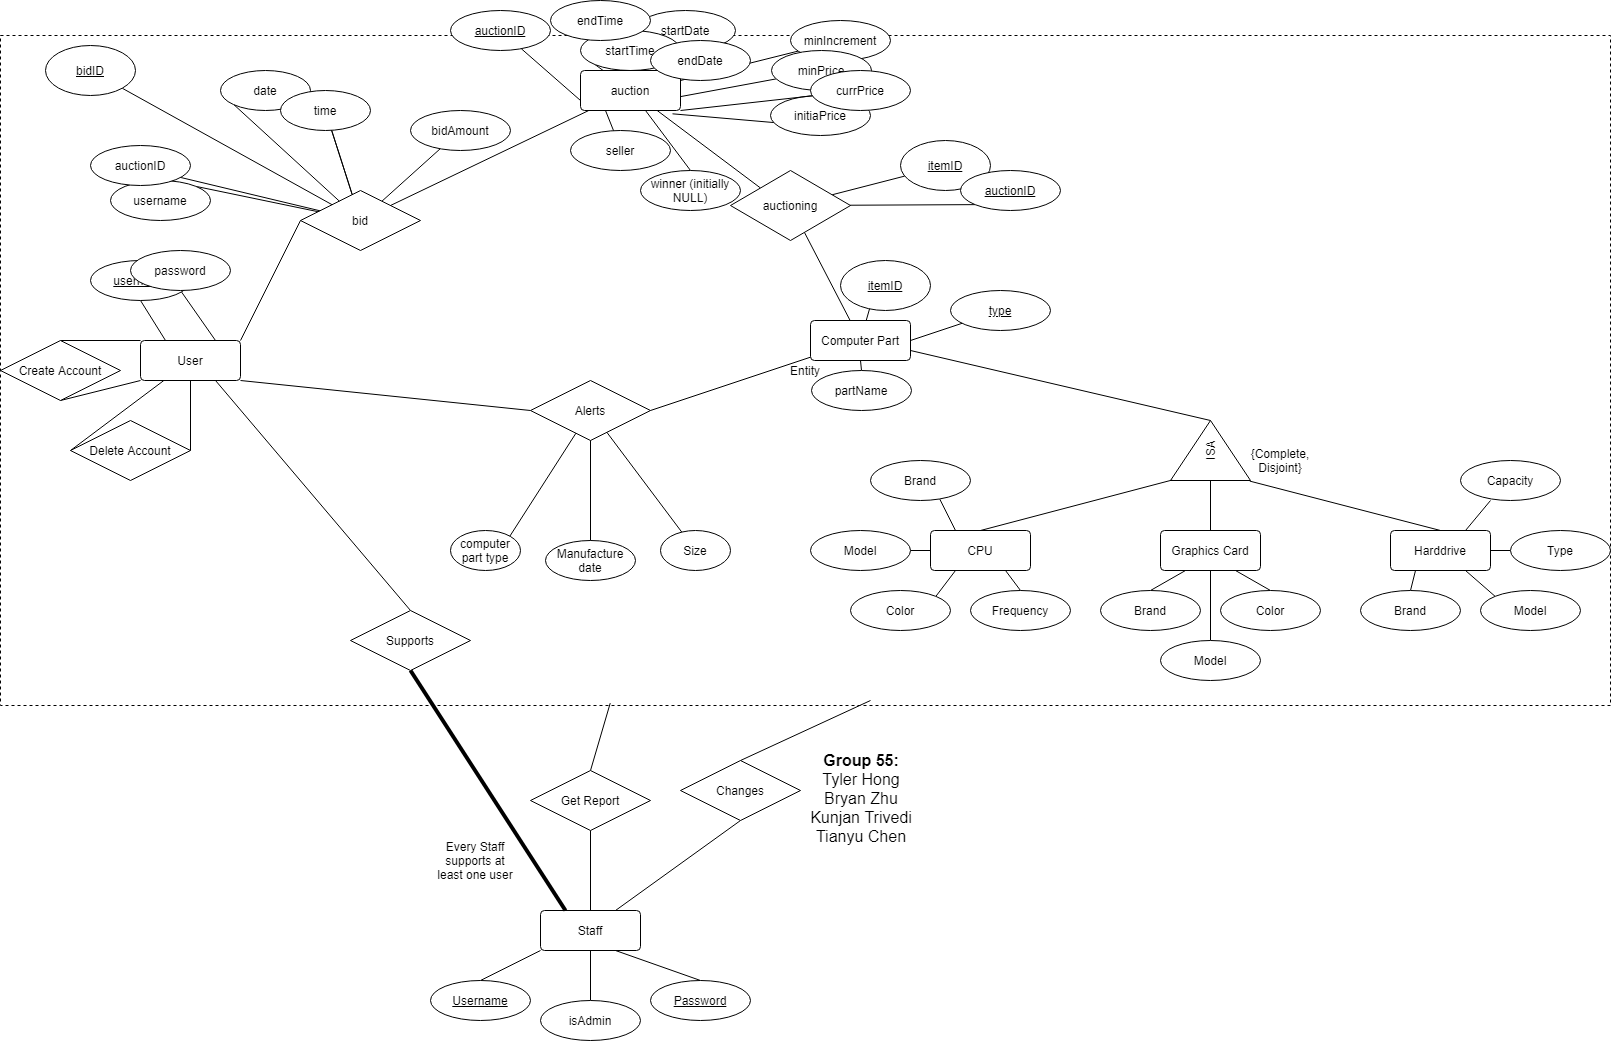 endTime
auctionID
startDate
minIncrement
startTime
endDate
bidID
minPrice
date
auction
currPrice
time
initiaPrice
bidAmount
seller
auctionID
itemID
winner (initially
NULL)
auctionID
username
auctioning
bid
password
itemID
type
User
Computer Part
Create Account
Entity
partName
Alerts
ISA
Delete Account
{Complete,
Disjoint}
Brand
Capacity
computer
part type
Manufacture
date
Size
Model
CPU
Graphics Card
Harddrive
Type
Color
Frequency
Brand
Color
Brand
Model
Supports
Model
Group 55:
Tyler Hong
Bryan Zhu
Kunjan Trivedi
Tianyu Chen
Get Report
Changes
Every Staff
supports at
least one user
Staff
Username
isAdmin
Password